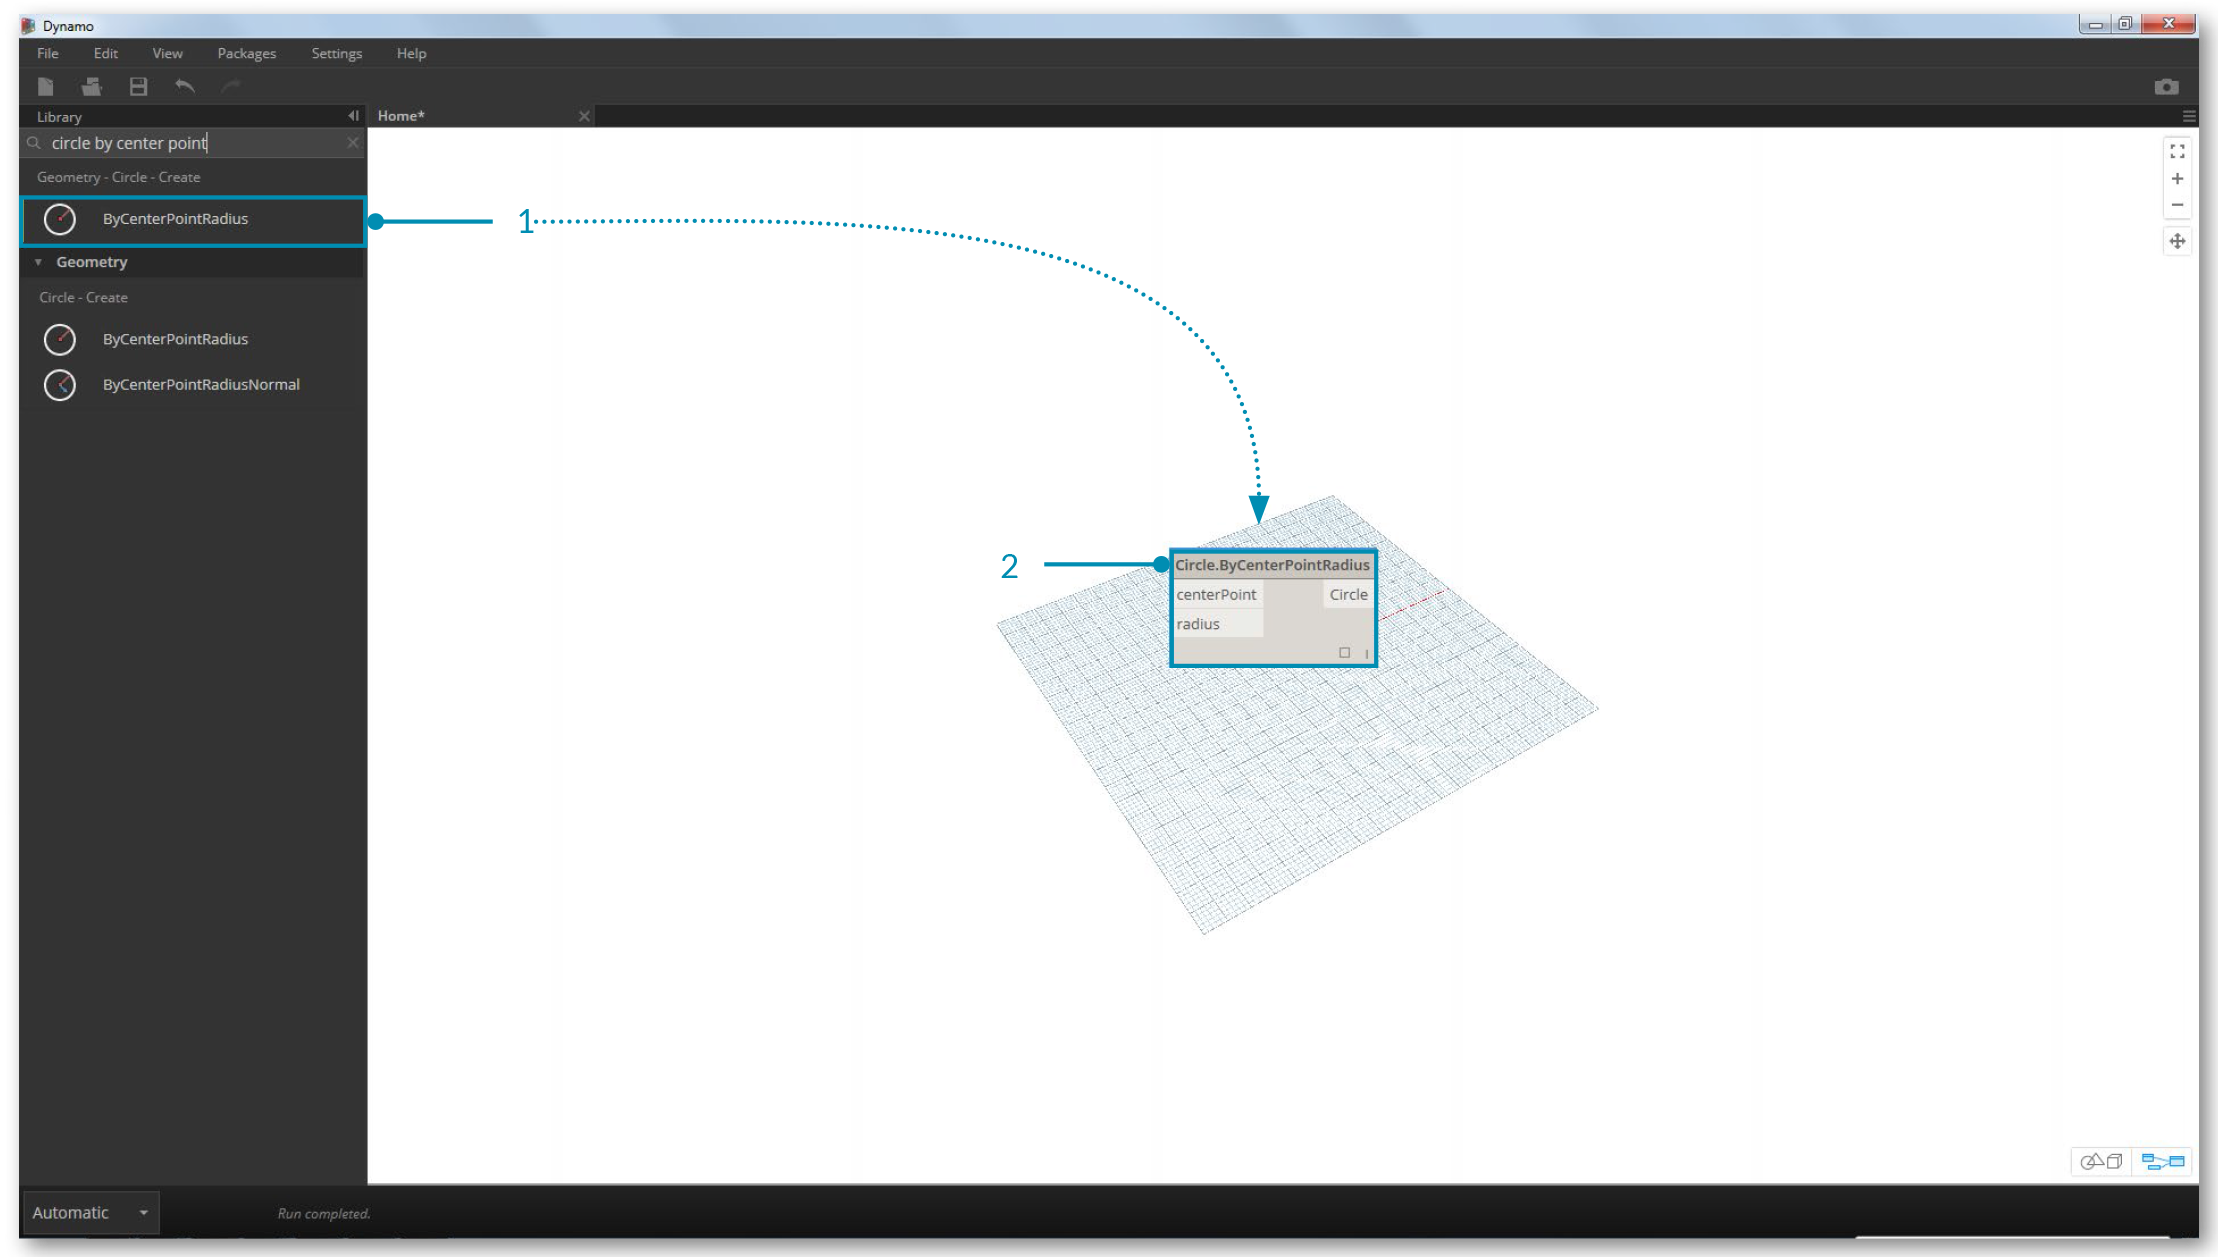 Dynamo
File Edit View Packages Settings Help
Library
Home*
circle by center point
Geometry - Circle - Create
ByCenterPointRadius
1
Geometry
Circle - Create
ByCenterPointRadius
ByCenterPointRadiusNormal
2
Circle.ByCenterPointRadius
centerPoint Circle
radius
Automatic
Run completed.